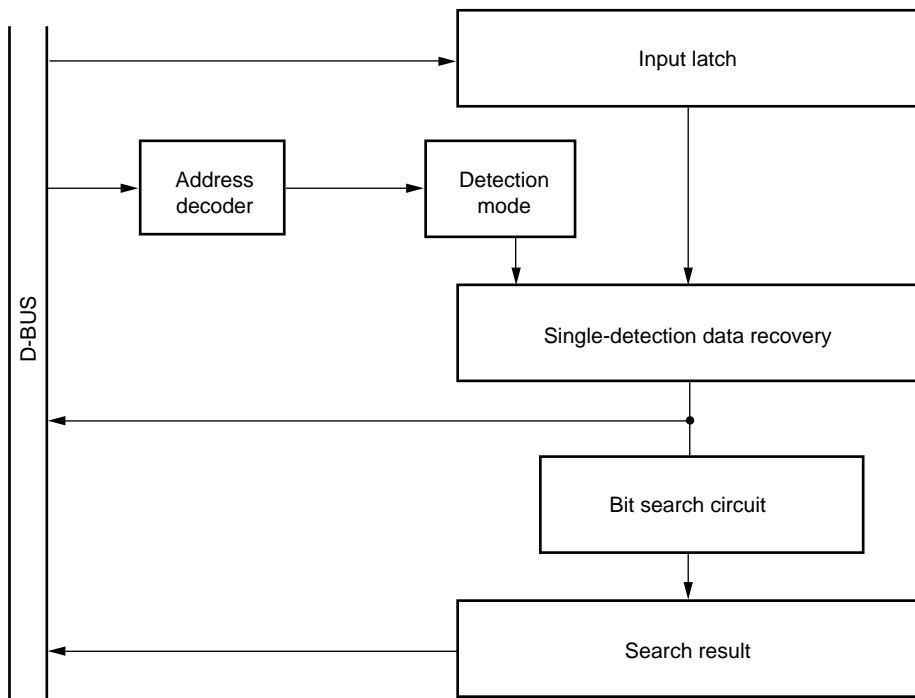 Input latch
Address
decoder
Detection
mode
D-BUS
Single-detection data recovery
Bit search circuit
Search result